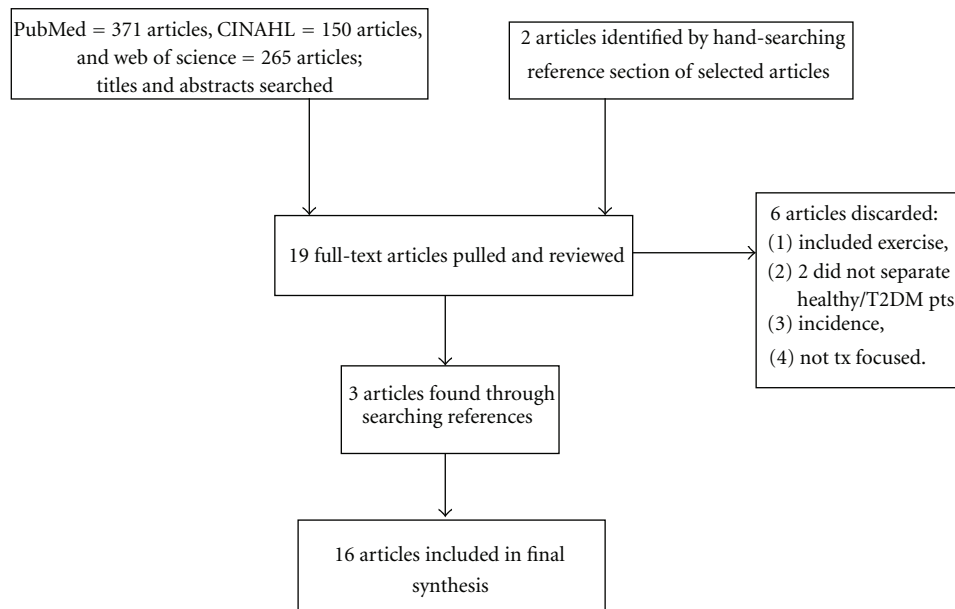 PubMed = 371 articles, CINAHL = 150 articles,
and web of science = 265 articles;
titles and abstracts searched
2 articles identified by hand-searching
reference section of selected articles
19 full-text articles pulled and reviewed
6 articles discarded:
(1) included exercise,
(2) 2 did not separate
healthy/T2DM pts
(3) incidence,
(4) not tx focused.
3 articles found through
searching references
16 articles included in final
synthesis